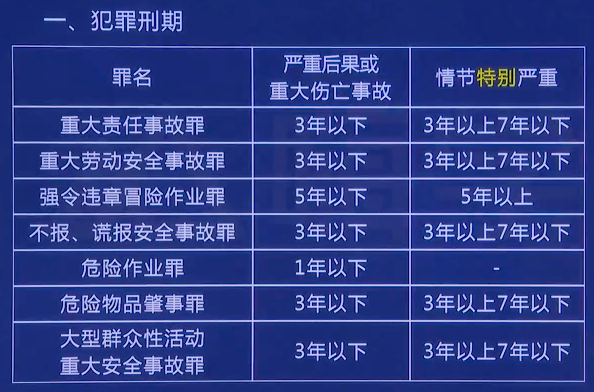 一、犯罪刑期
罪名 严重后果或重大伤亡事故 情节特别严重
重大责任事故罪 3年以下 3年以上7年以下
重大劳动安全事故罪 3年以下 3年以上7年以下
强令违章冒险作业罪 5年以下 5年以上
不报、谎报安全事故罪 3年以下 3年以上7年以下
危险作业罪 1年以下 -
危险物品肇事罪 3年以下 3年以上7年以下
大型群众性活动
重大安全事故罪 3年以下 3年以上7年以下